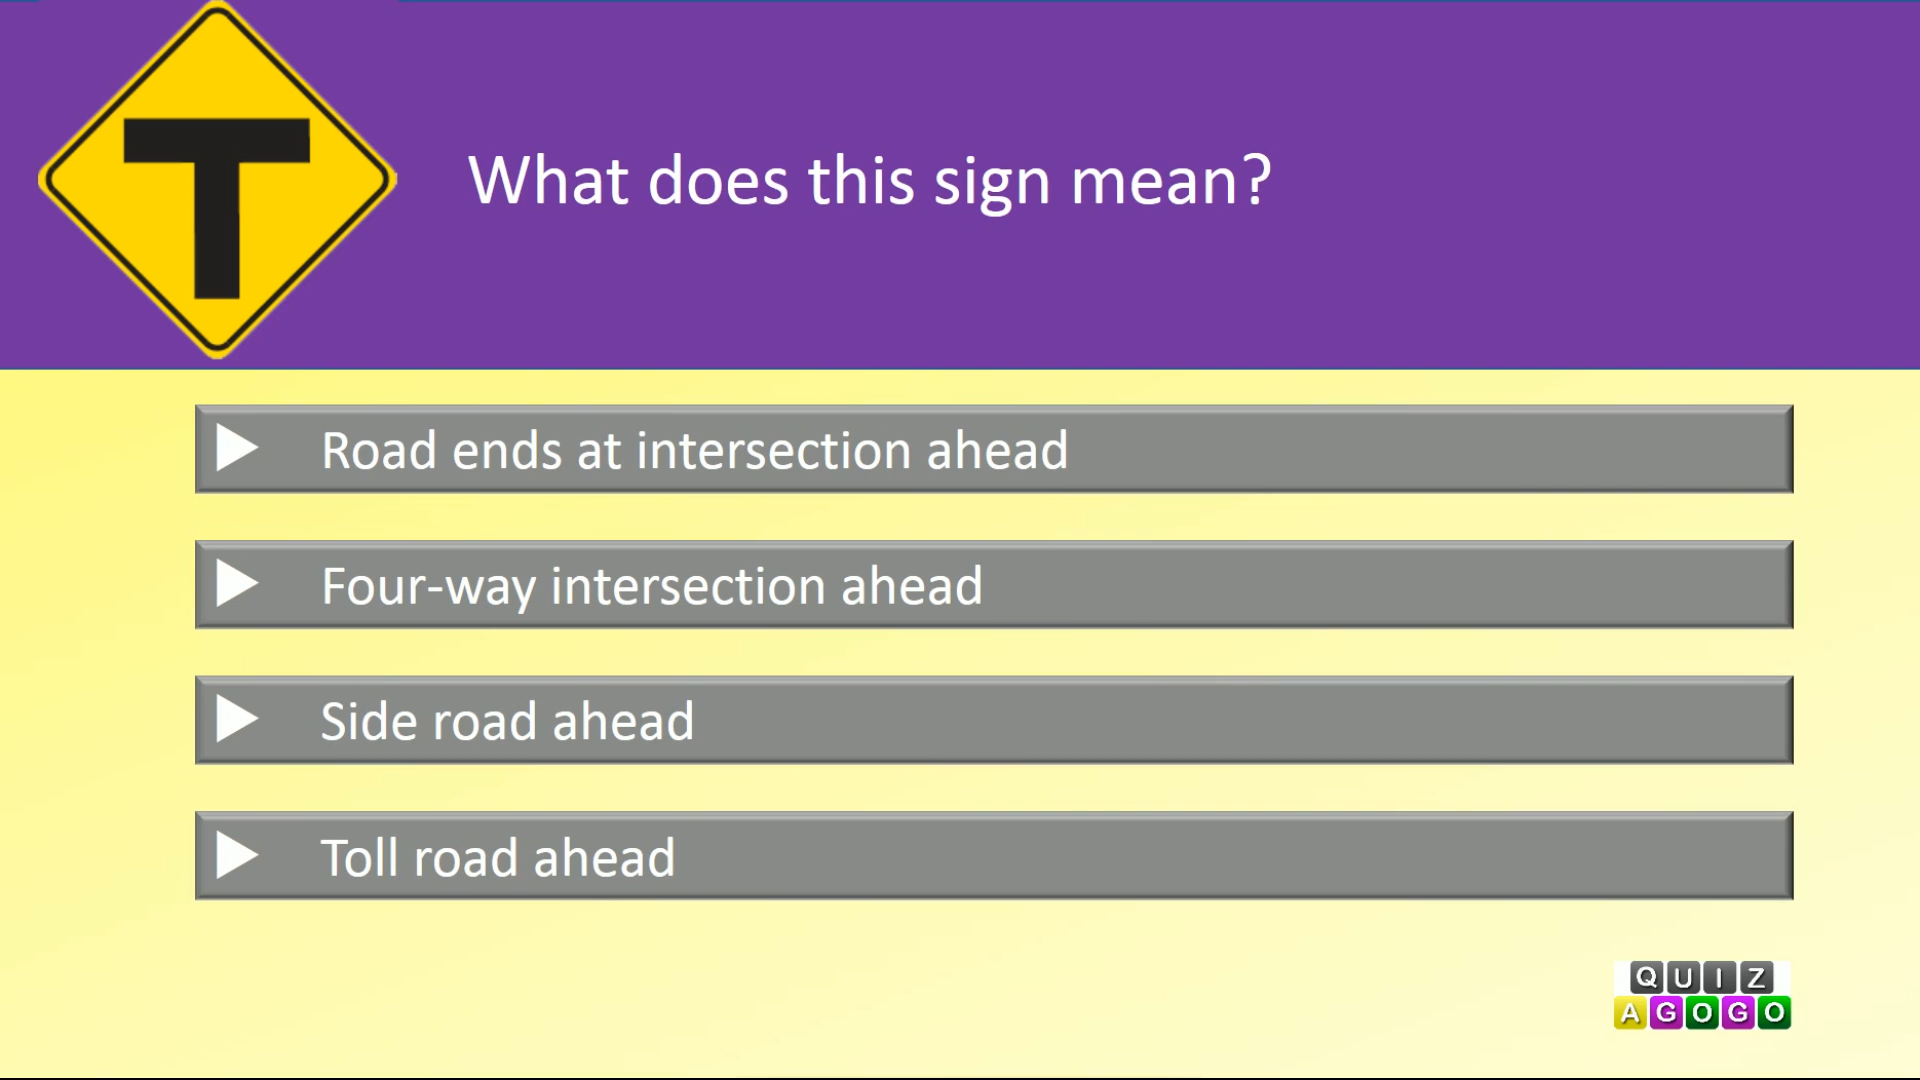 What does this sign mean?
Road ends at intersection ahead
Four-way intersection ahead
Side road ahead
Toll road ahead
QUIZ
AGOGO